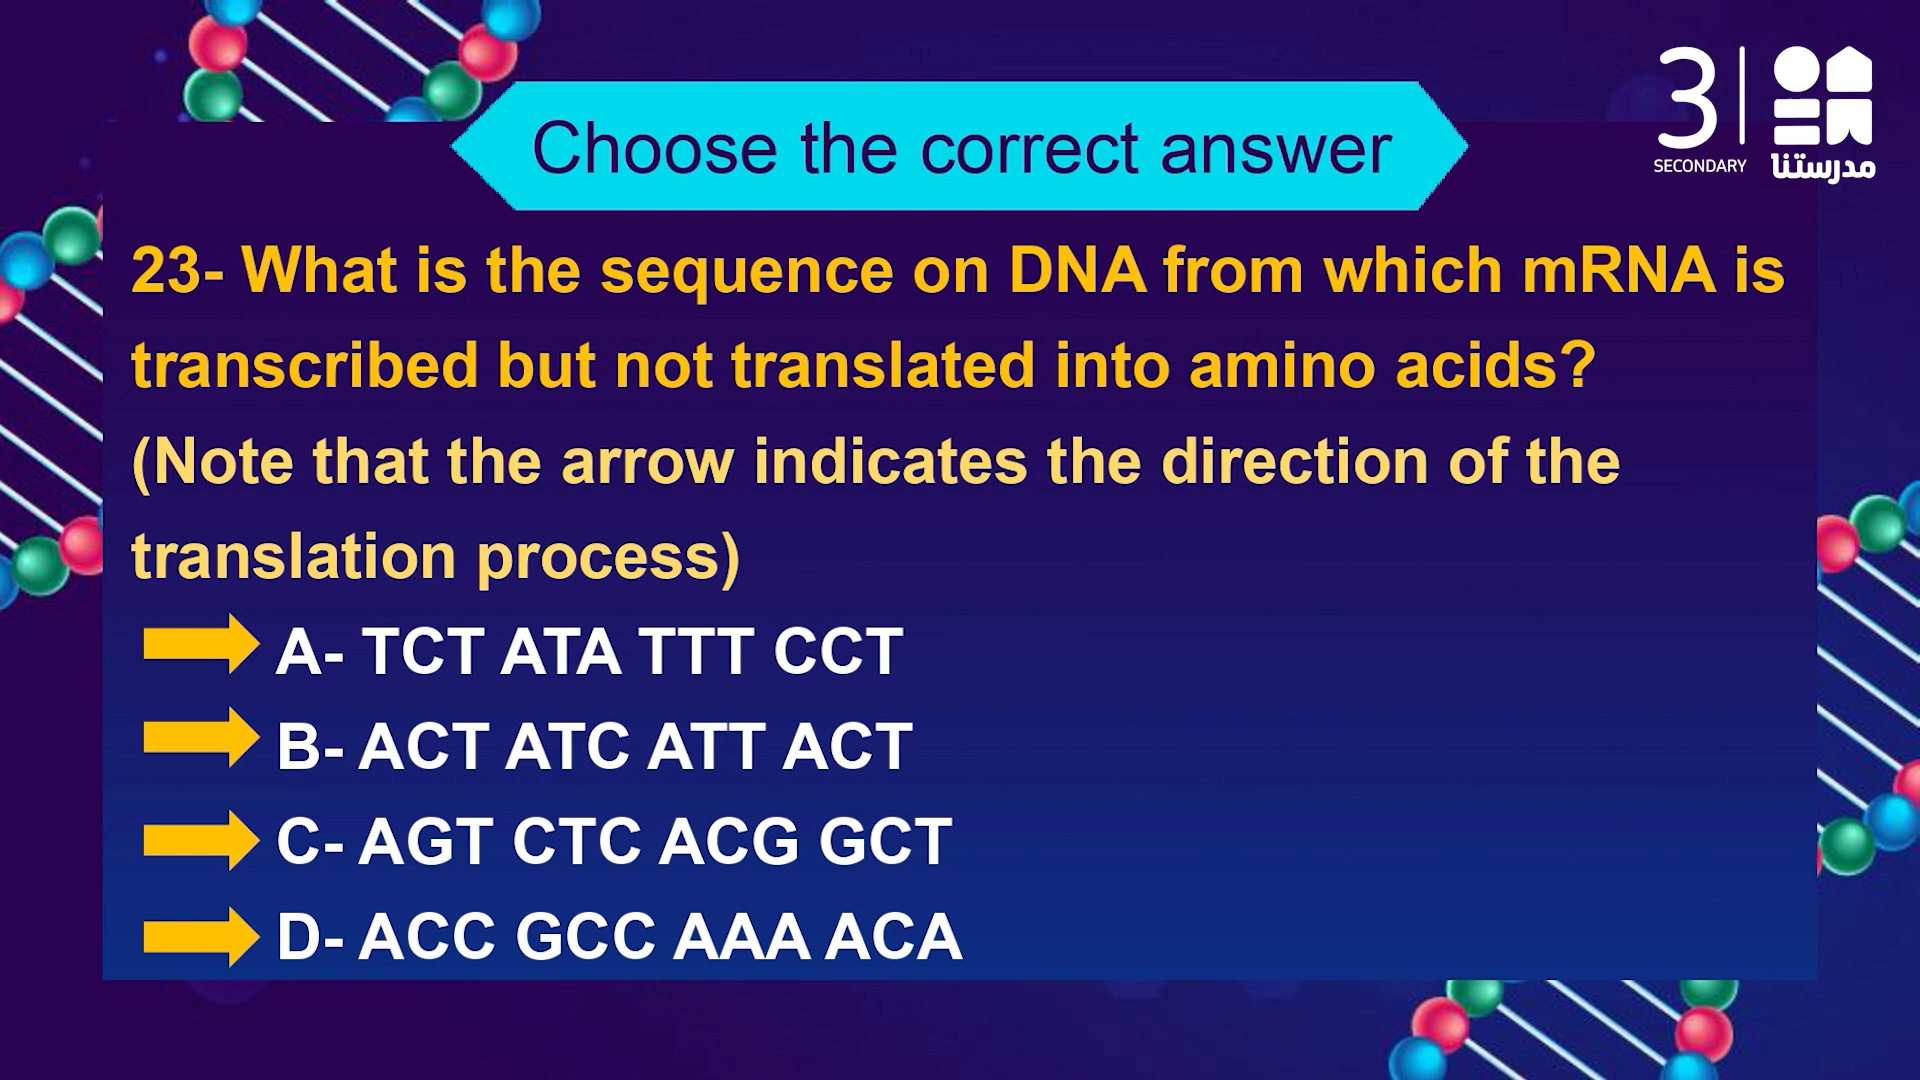 3
SECONDARY
مدرستنا
Choose the correct answer
23- What is the sequence on DNA from which mRNA is
transcribed but not translated into amino acids?
(Note that the arrow indicates the direction of the
translation process)
A- TCT ATA TTT CCT
B- ACT ATC ATT ACT
C- AGT CTC ACG GCT
D- ACC GCC AAA ACA